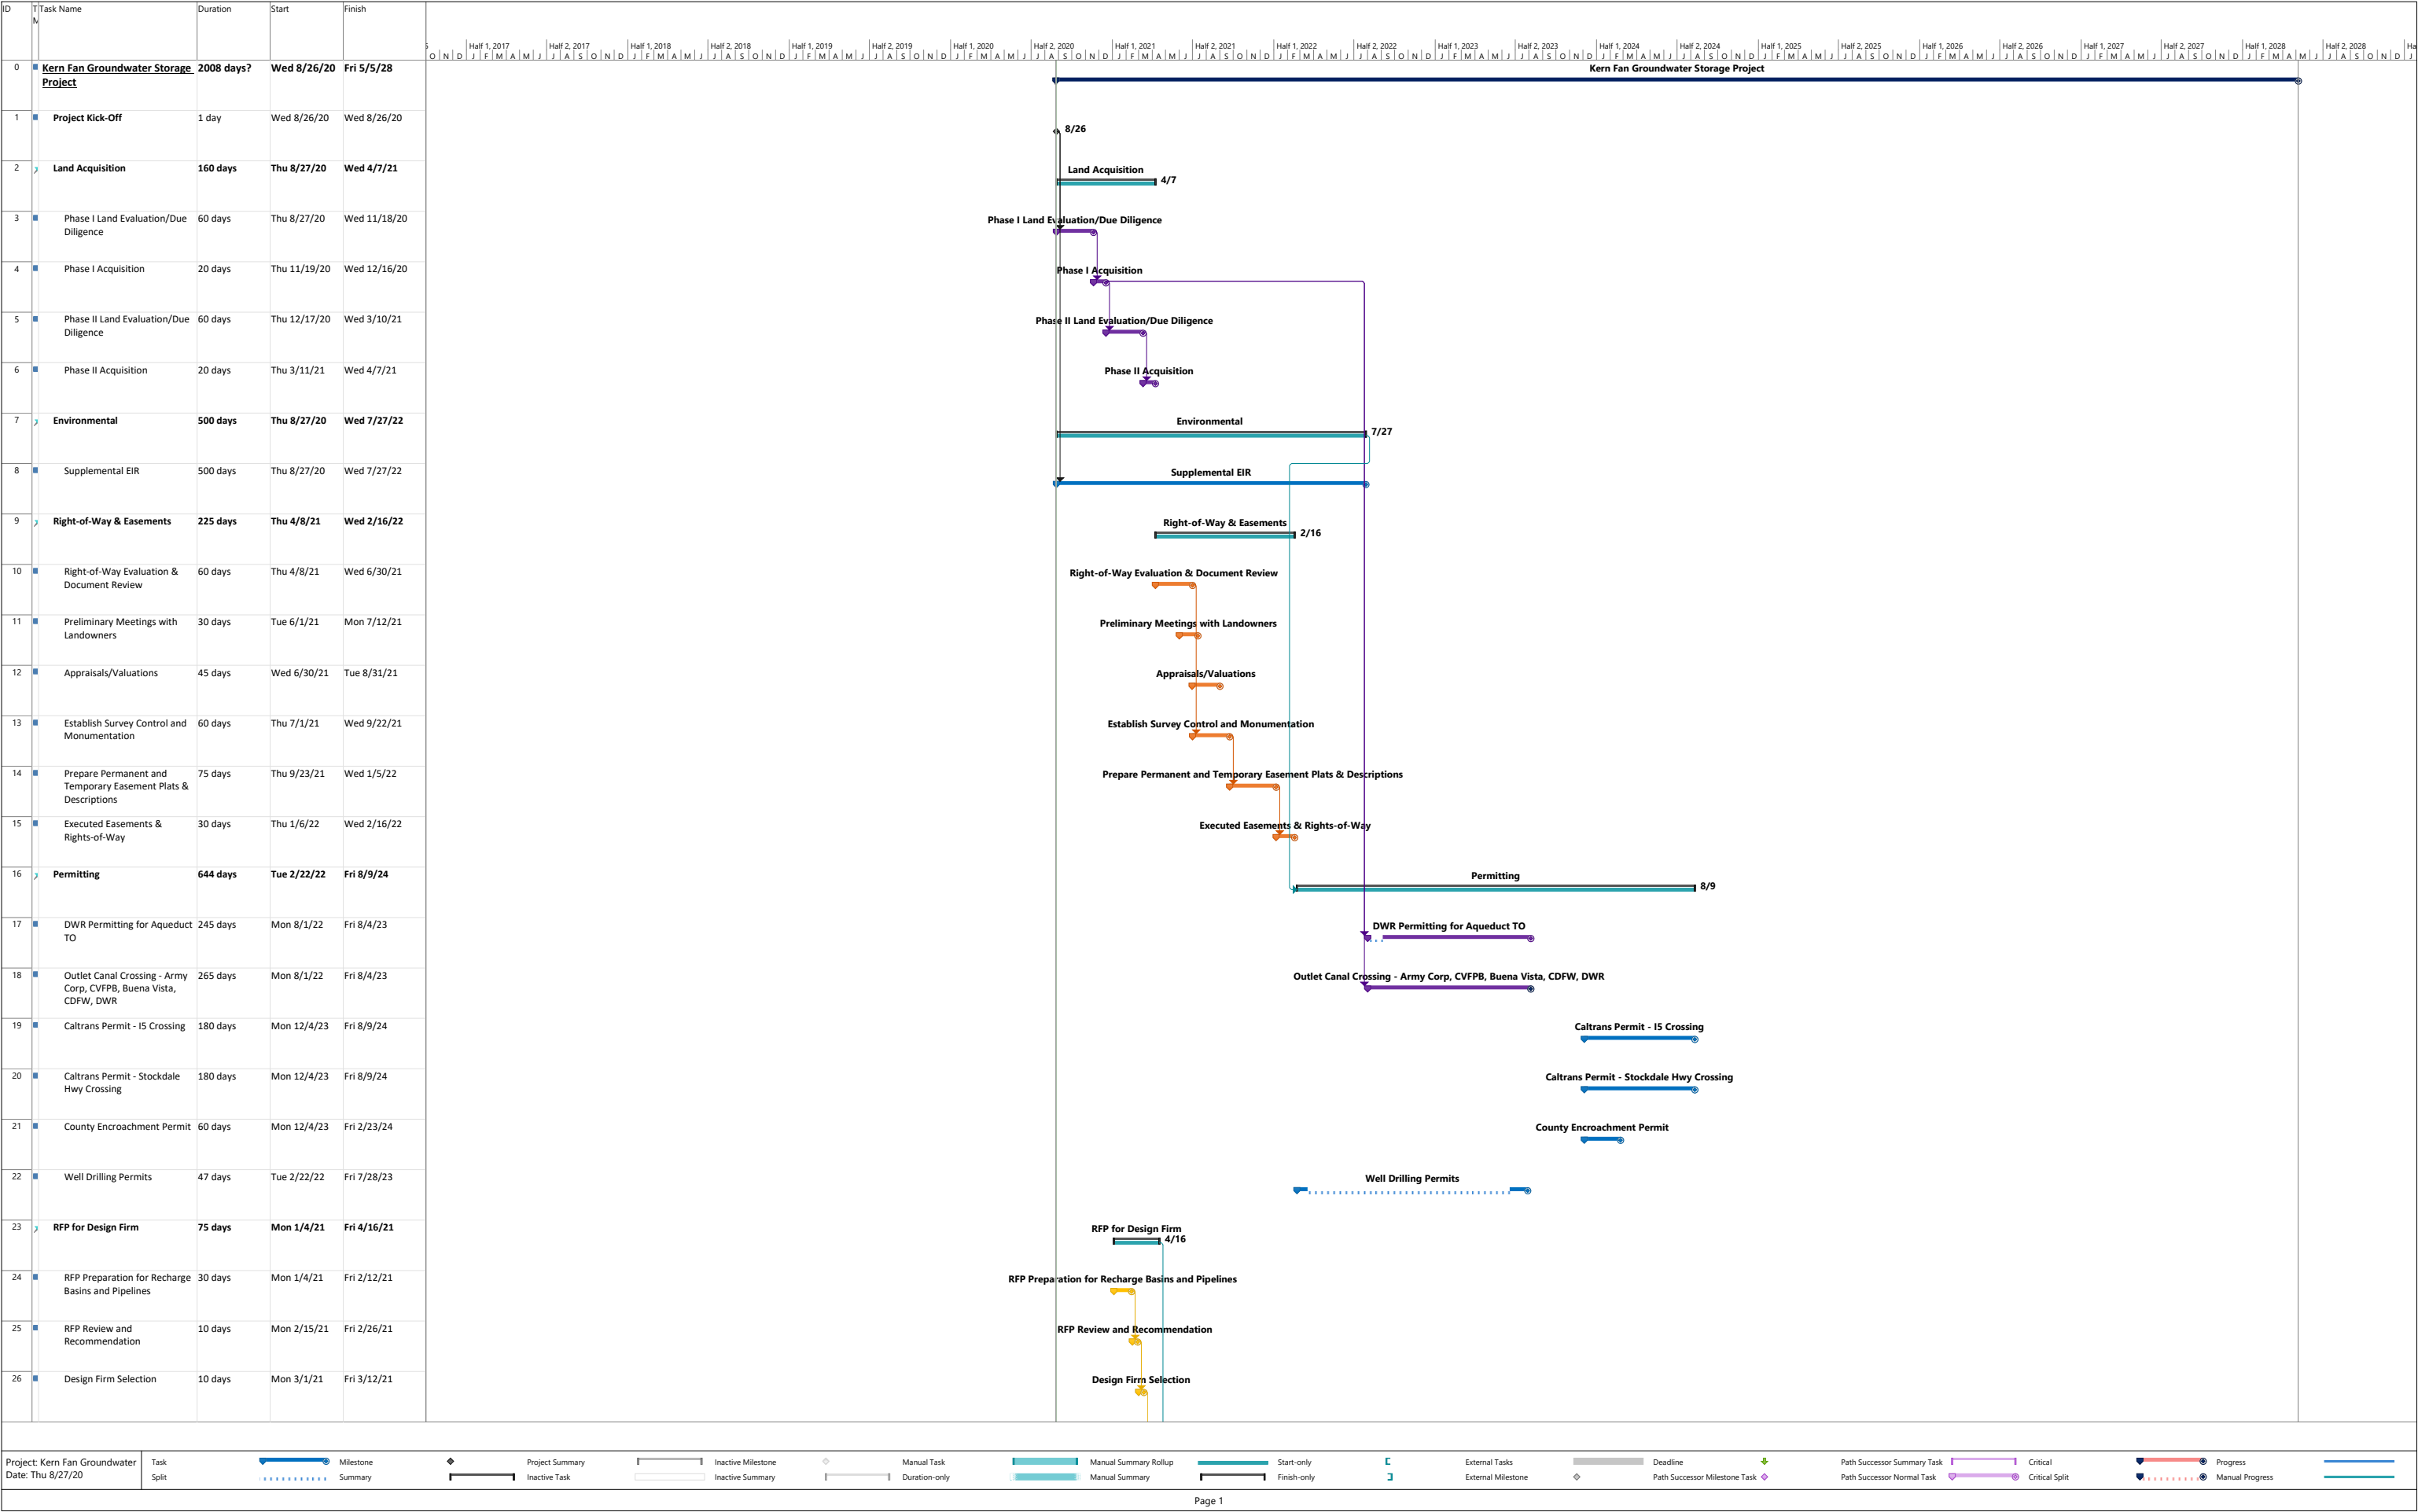 ID T M Task Name Duration Start Finish
Half 1, 2017 Half 2, 2017 Half 1, 2018 Half 2, 2018 Half 1, 2019 Half 2, 2019 Half 1, 2020 Half 2, 2020 Half 1, 2021 Half 2, 2021 Half 1, 2022 Half 2, 2022 Half 1, 2023 Half 2, 2023 Half 1, 2024 Half 2, 2024 Half 1, 2025 Half 2, 2025 Half 1, 2026 Half 2, 2026 Half 1, 2027 Half 2, 2027 Half 1, 2028 Half 2, 2028 Ha
O N D J F M A M J J A S O N D J F M A M J J A S O N D J F M A M J J A S O N D J F M A M J J A S O N D J F M A M J J A S O N D J F M A M J J A S O N D J F M A M J J A S O N D J F M A M J J A S O N D J F M A M J J A S O N D J F M A M J J A S O N D J F M A M J J A S O N D J F M A M J J A S O N D J
0 Kern Fan Groundwater Storage 2008 days? Wed 8/26/20 Fri 5/5/28
Project
Kern Fan Groundwater Storage Project
1 Project Kick-Off 1 day Wed 8/26/20 Wed 8/26/20
8/26
2 Land Acquisition 160 days Thu 8/27/20 Wed 4/7/21
Land Acquisition
4/7
3 Phase I Land Evaluation/Due 60 days Thu 8/27/20 Wed 11/18/20
Diligence
Phase I Land Evaluation/Due Diligence
4 Phase I Acquisition 20 days Thu 11/19/20 Wed 12/16/20
Phase I Acquisition
5 Phase II Land Evaluation/Due 60 days Thu 12/17/20 Wed 3/10/21
Diligence
Phase II Land Evaluation/Due Diligence
6 Phase II Acquisition 20 days Thu 3/11/21 Wed 4/7/21
Phase II Acquisition
7 Environmental 500 days Thu 8/27/20 Wed 7/27/22
Environmental
7/27
8 Supplemental EIR 500 days Thu 8/27/20 Wed 7/27/22
Supplemental EIR
9 Right-of-Way & Easements 225 days Thu 4/8/21 Wed 2/16/22
Right-of-Way & Easements
2/16
10 Right-of-Way Evaluation & 60 days Thu 4/8/21 Wed 6/30/21
Document Review
Right-of-Way Evaluation & Document Review
11 Preliminary Meetings with 30 days Tue 6/1/21 Mon 7/12/21
Landowners
Preliminary Meetings with Landowners
12 Appraisals/Valuations 45 days Wed 6/30/21 Tue 8/31/21
Appraisals/Valuations
13 Establish Survey Control and 60 days Thu 7/1/21 Wed 9/22/21
Monumentation
Establish Survey Control and Monumentation
14 Prepare Permanent and 75 days Thu 9/23/21 Wed 1/5/22
Temporary Easement Plats &
Descriptions
Prepare Permanent and Temporary Easement Plats & Descriptions
15 Executed Easements & 30 days Thu 1/6/22 Wed 2/16/22
Rights-of-Way
Executed Easements & Rights-of-Way
16 Permitting 644 days Tue 2/22/22 Fri 8/9/24
Permitting
8/9
17 DWR Permitting for Aqueduct 245 days Mon 8/1/22 Fri 8/4/23
TO
DWR Permitting for Aqueduct TO
18 Outlet Canal Crossing - Army 265 days Mon 8/1/22 Fri 8/4/23
Corp, CVFPB, Buena Vista,
CDFW, DWR
Outlet Canal Crossing - Army Corp, CVFPB, Buena Vista, CDFW, DWR
19 Caltrans Permit - I5 Crossing 180 days Mon 12/4/23 Fri 8/9/24
Caltrans Permit - I5 Crossing
20 Caltrans Permit - Stockdale 180 days Mon 12/4/23 Fri 8/9/24
Hwy Crossing
Caltrans Permit - Stockdale Hwy Crossing
21 County Encroachment Permit 60 days Mon 12/4/23 Fri 2/23/24
County Encroachment Permit
22 Well Drilling Permits 47 days Tue 2/22/22 Fri 7/28/23
Well Drilling Permits
23 RFP for Design Firm 75 days Mon 1/4/21 Fri 4/16/21
RFP for Design Firm
4/16
24 RFP Preparation for Recharge 30 days Mon 1/4/21 Fri 2/12/21
Basins and Pipelines
RFP Preparation for Recharge Basins and Pipelines
25 RFP Review and 10 days Mon 2/15/21 Fri 2/26/21
Recommendation
RFP Review and Recommendation
26 Design Firm Selection 10 days Mon 3/1/21 Fri 3/12/21
Design Firm Selection
Project: Kern Fan Groundwater
Date: Thu 8/27/20
Task Milestone Project Summary Inactive Milestone Manual Task Manual Summary Rollup Start-only External Tasks Deadline Path Successor Summary Task Critical Progress
Split Summary Inactive Task Inactive Summary Duration-only Manual Summary Finish-only External Milestone Path Successor Milestone Task Path Successor Normal Task Critical Split Manual Progress
Page 1